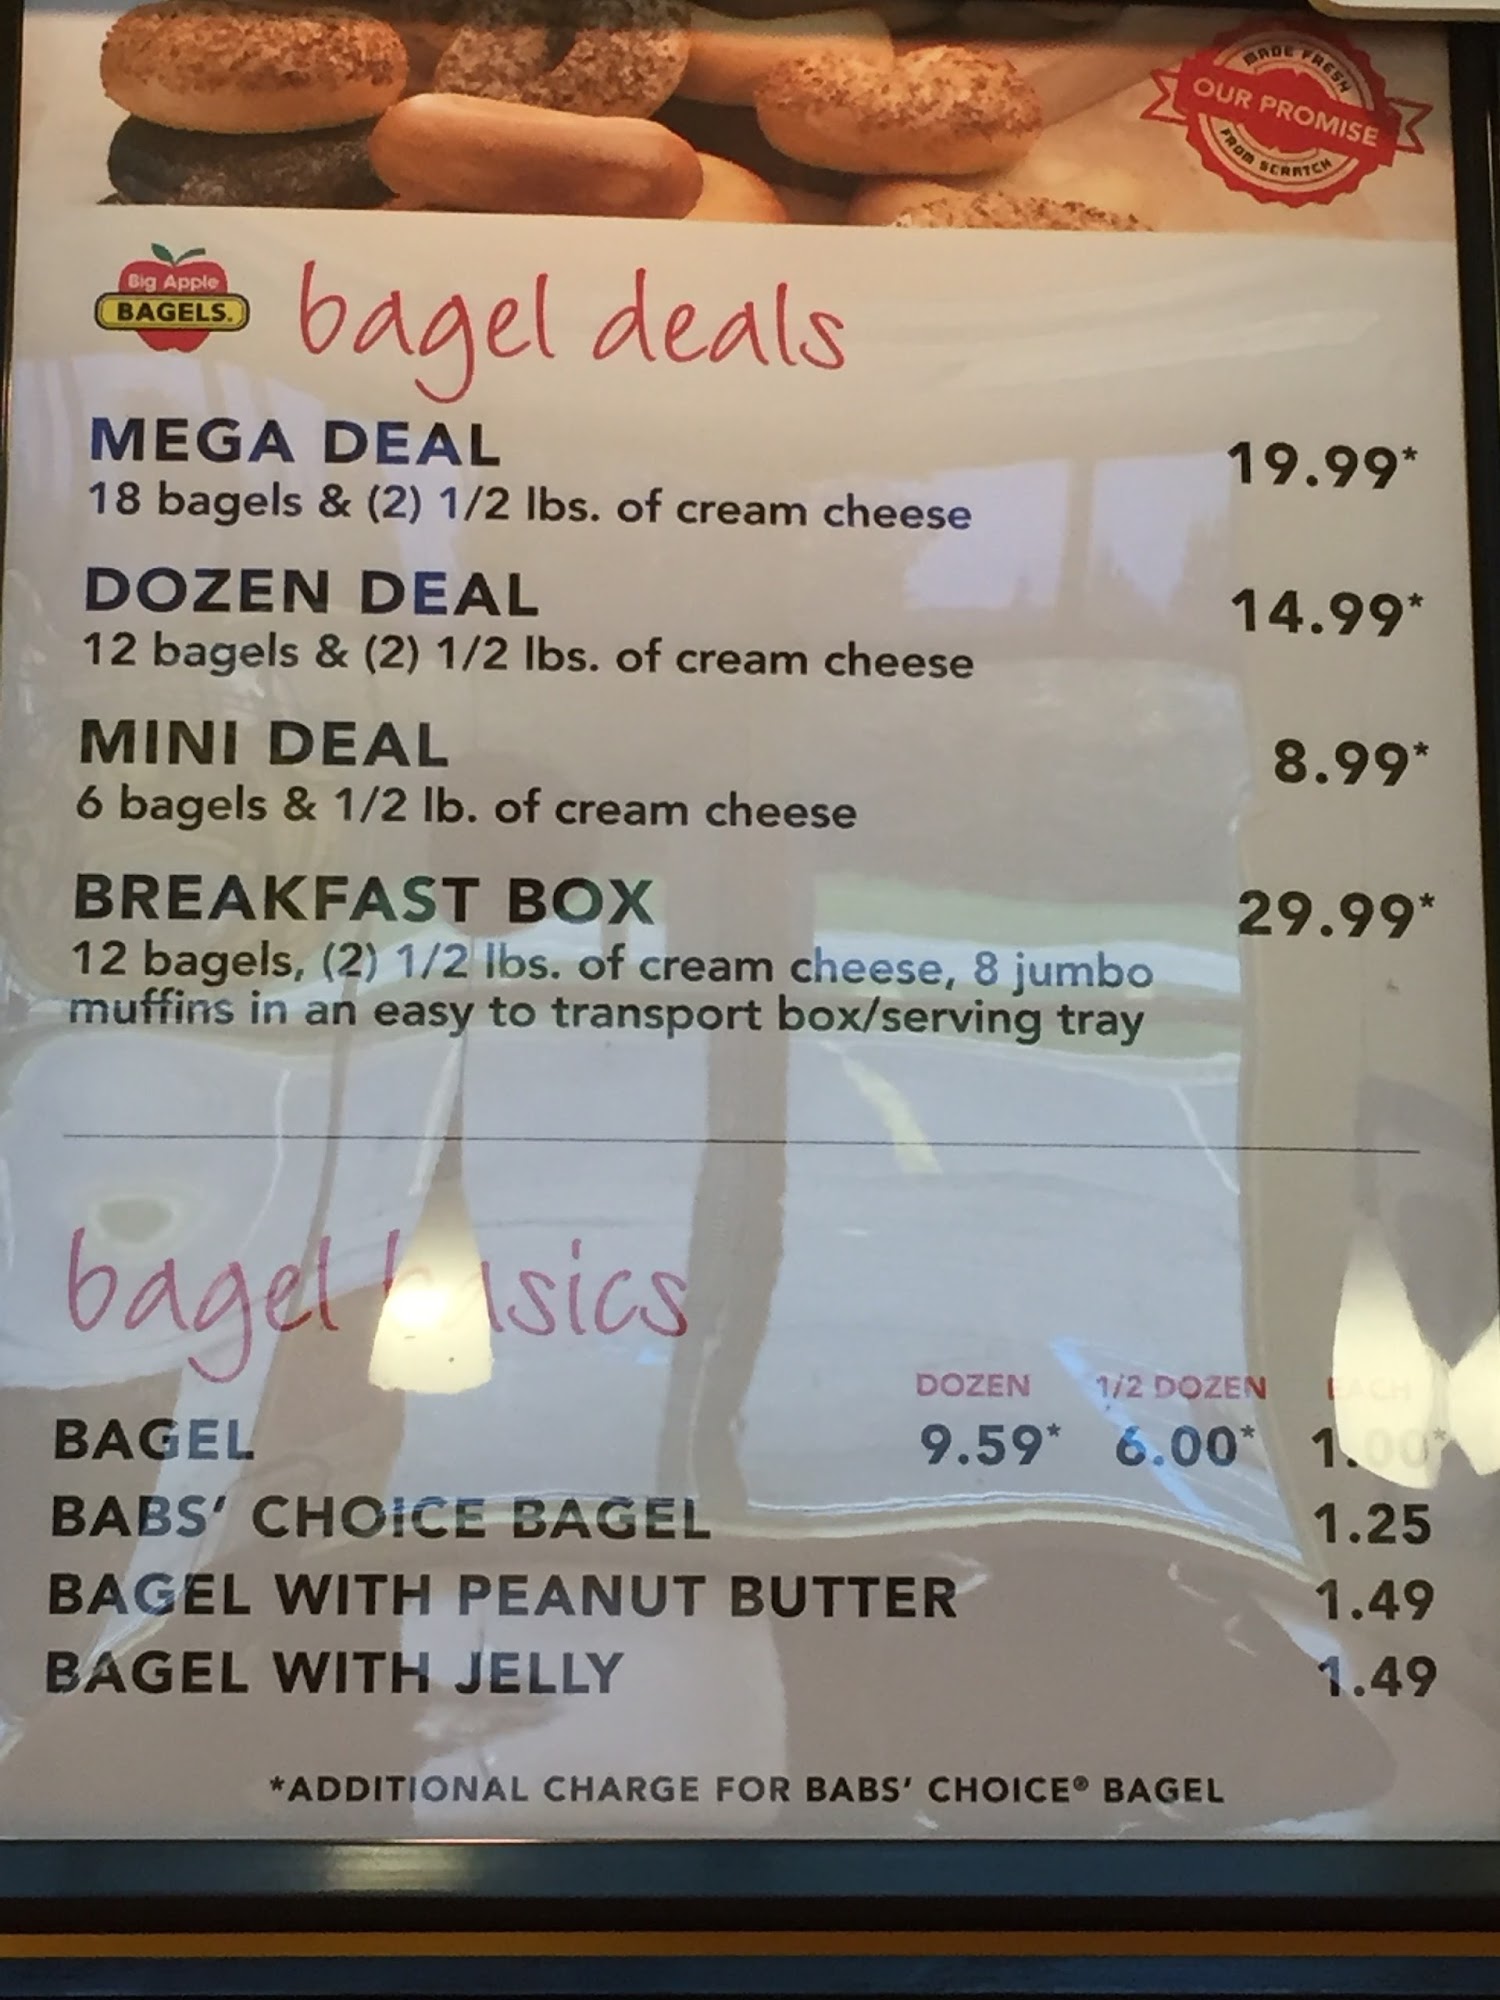 MADE FRESH
OUR PROMISE
FROM SCRATCH
Big Apple
BAGELS.
bagel deals
MEGA DEAL 19.99*
18 bagels & (2) 1/2 lbs. of cream cheese
DOZEN DEAL 14.99*
12 bagels & (2) 1/2 lbs. of cream cheese
MINI DEAL 8.99*
6 bagels & 1/2 lb. of cream cheese
BREAKFAST BOX 29.99*
12 bagels, (2) 1/2 lbs. of cream cheese, 8 jumbo
muffins in an easy to transport box/serving tray
bagel basics
DOZEN 1/2 DOZEN EACH
BAGEL 9.59* 6.00* 1.00*
BABS' CHOICE BAGEL 1.25
BAGEL WITH PEANUT BUTTER 1.49
BAGEL WITH JELLY 1.49
*ADDITIONAL CHARGE FOR BABS' CHOICE® BAGEL